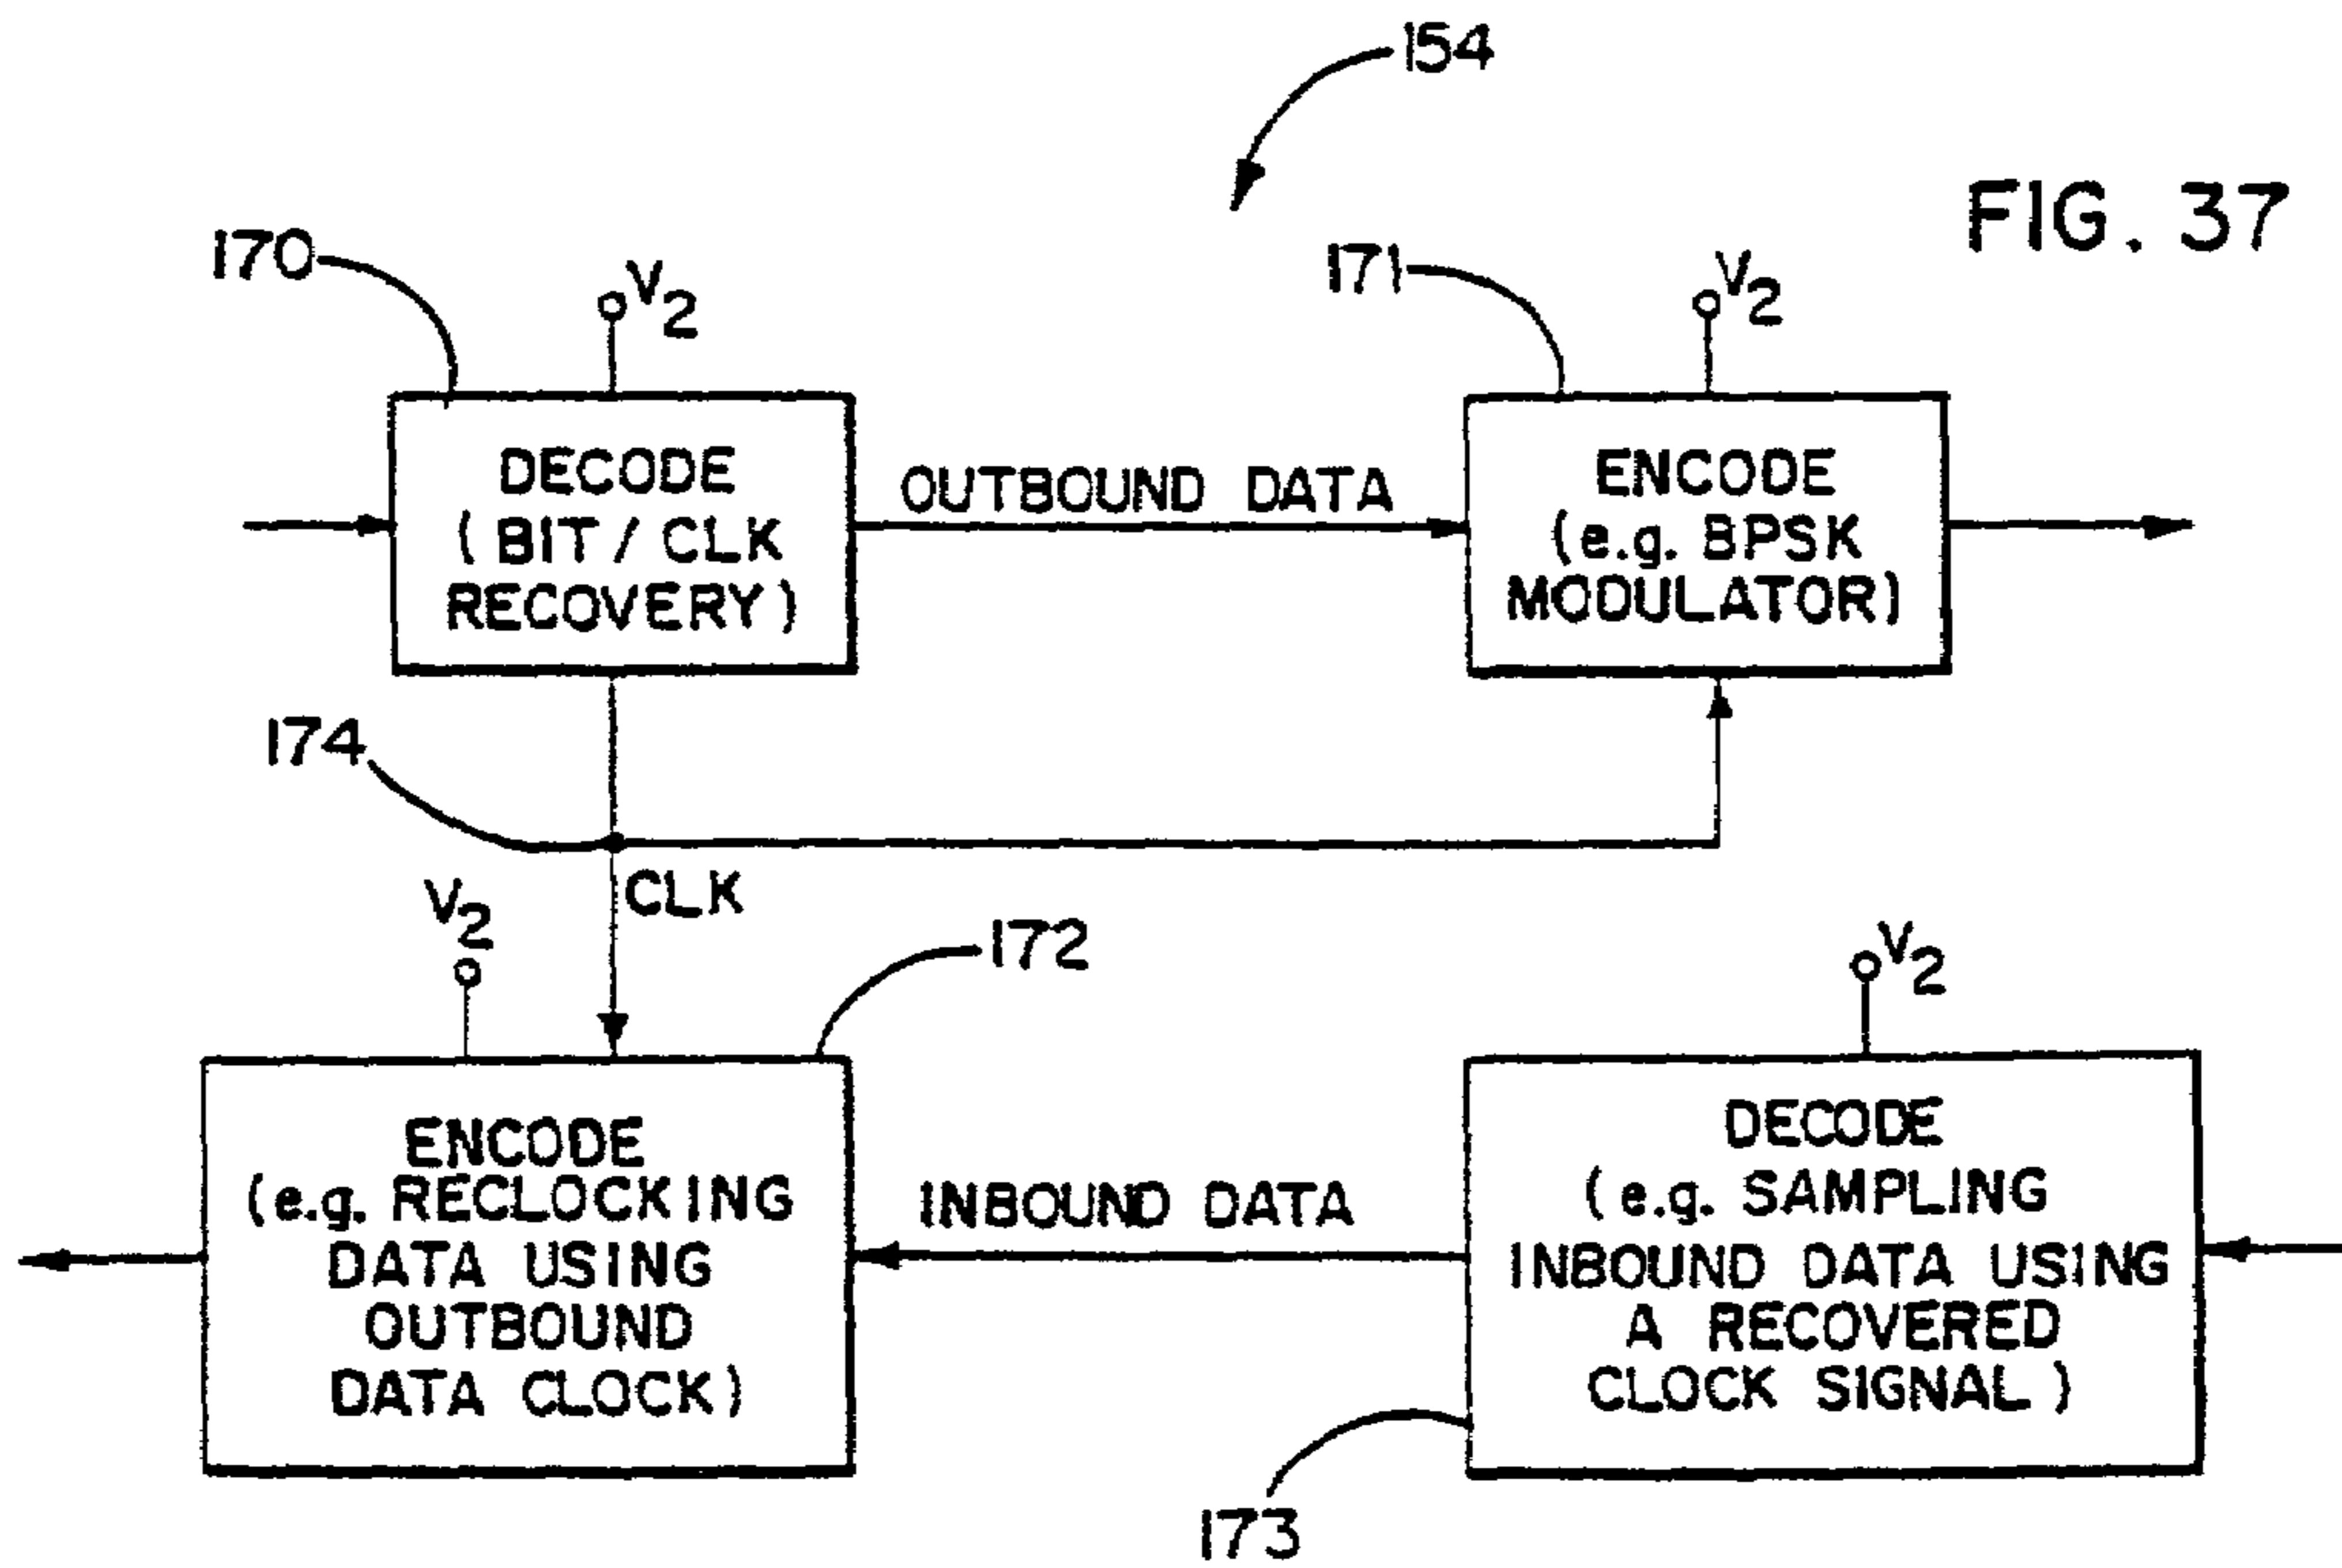 154
FIG. 37
170
V2
171
V2
DECODE
(BIT / CLK
RECOVERY)
OUTBOUND DATA
ENCODE
(e.g. BPSK
MODULATOR)
174
CLK
V2
172
V2
ENCODE
(e.g. RECLOCKING
DATA USING
OUTBOUND
DATA CLOCK)
INBOUND DATA
DECODE
(e.g. SAMPLING
INBOUND DATA USING
A RECOVERED
CLOCK SIGNAL)
173